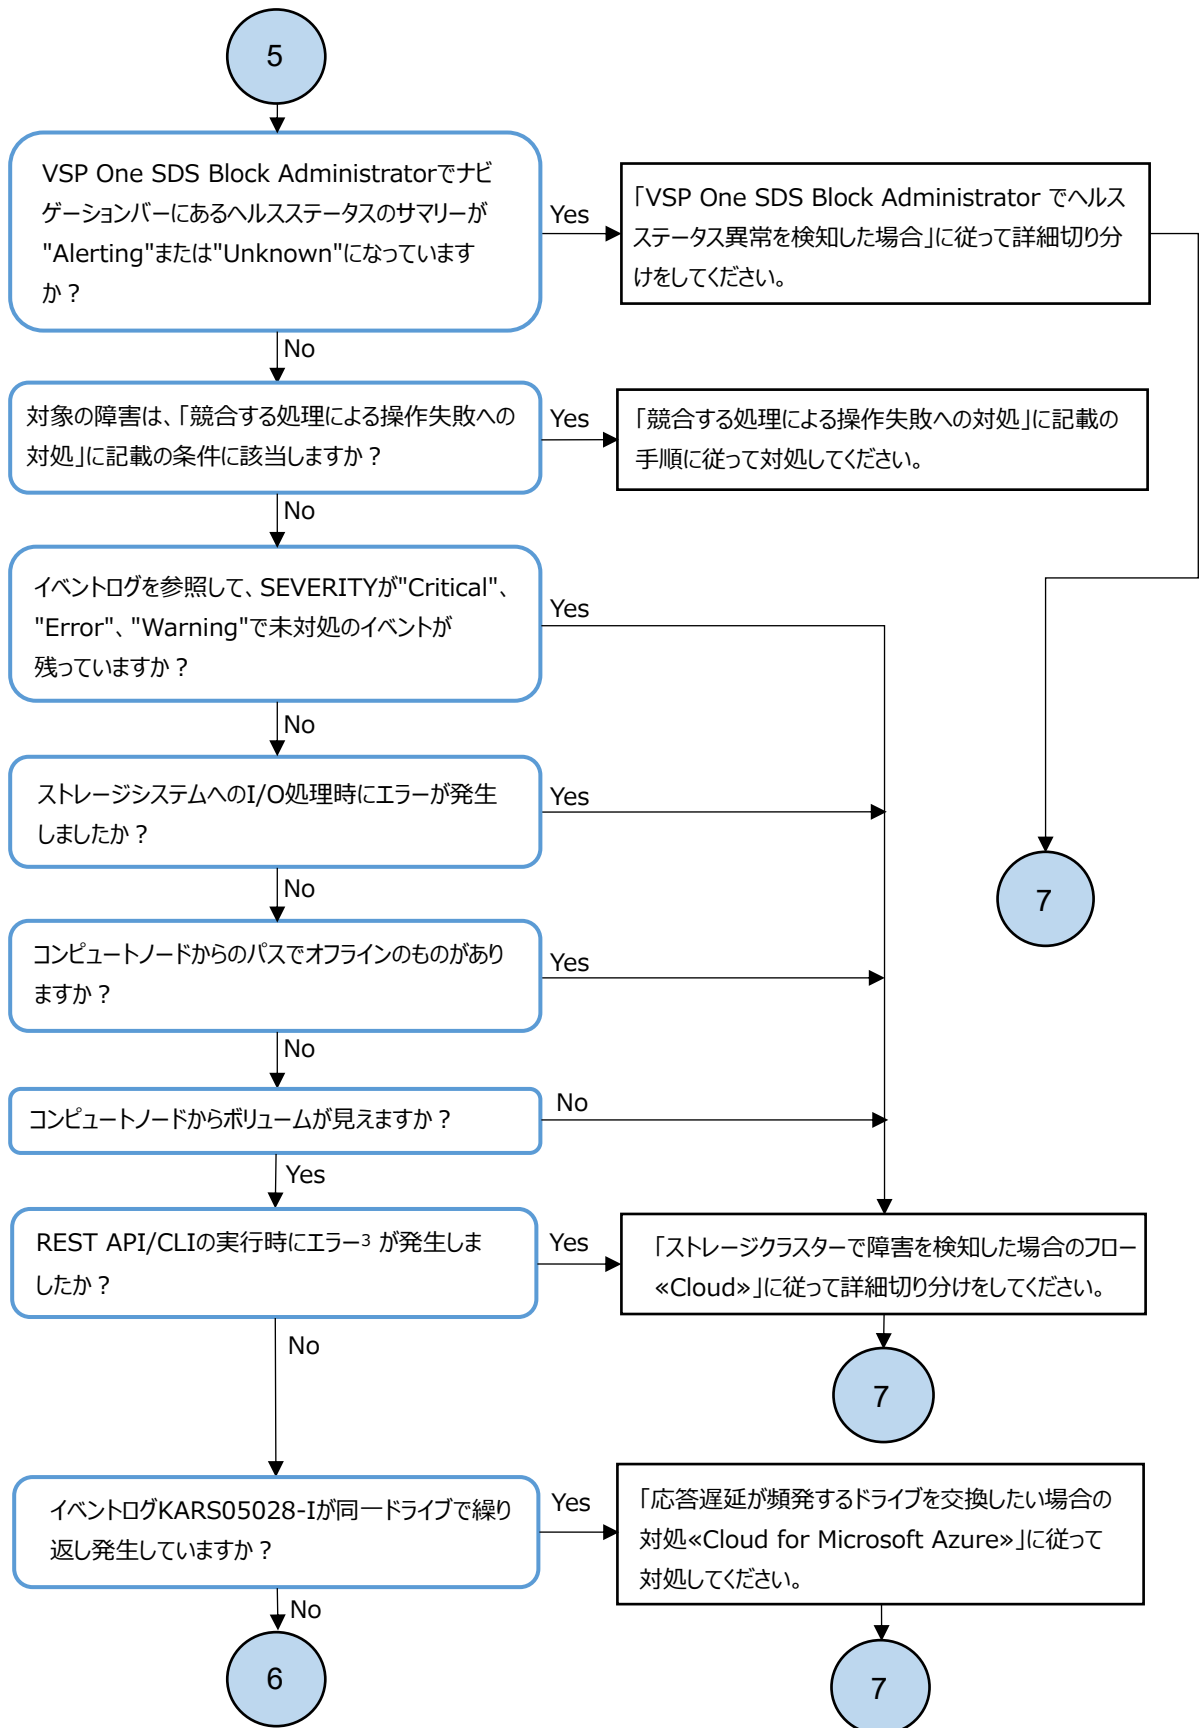 5
VSP One SDS Block Administratorでナビ
ゲーションバーにあるヘルスステータスのサマリーが
"Alerting"または"Unknown"になっています
か？
Yes
「VSP One SDS Block Administrator でヘルス
ステータス異常を検知した場合」に従って詳細切り分
けをしてください。
No
対象の障害は、「競合する処理による操作失敗への
対処」に記載の条件に該当しますか？
Yes
「競合する処理による操作失敗への対処」に記載の
手順に従って対処してください。
No
イベントログを参照して、SEVERITYが"Critical"、
"Error"、"Warning"で未対処のイベントが
残っていますか？
Yes
No
ストレージシステムへのI/O処理時にエラーが発生
しましたか？
Yes
7
No
コンピュートノードからのパスでオフラインのものがあり
ますか？
Yes
No
コンピュートノードからボリュームが見えますか？
No
Yes
REST API/CLIの実行時にエラー3 が発生しま
したか？
Yes
「ストレージクラスターで障害を検知した場合のフロー
«Cloud»」に従って詳細切り分けをしてください。
No
7
イベントログKARS05028-Iが同一ドライブで繰り
返し発生していますか？
Yes
「応答遅延が頻発するドライブを交換したい場合の
対処«Cloud for Microsoft Azure»」に従って
対処してください。
No
6
7